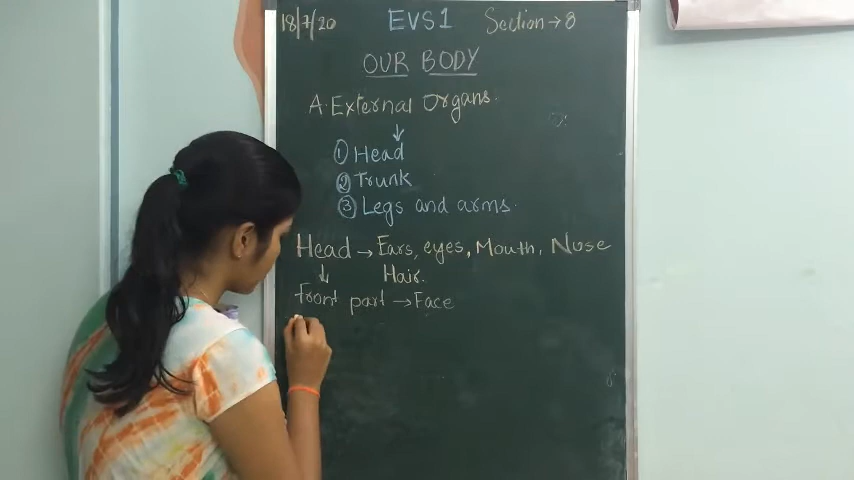 18/7/20 EVS1 Section → 8
OUR BODY
A. External Organs.
↓
① Head
② Trunk
③ Legs and arms.
Head → Ears, eyes, Mouth, Nose
↓ Hair.
front part → Face